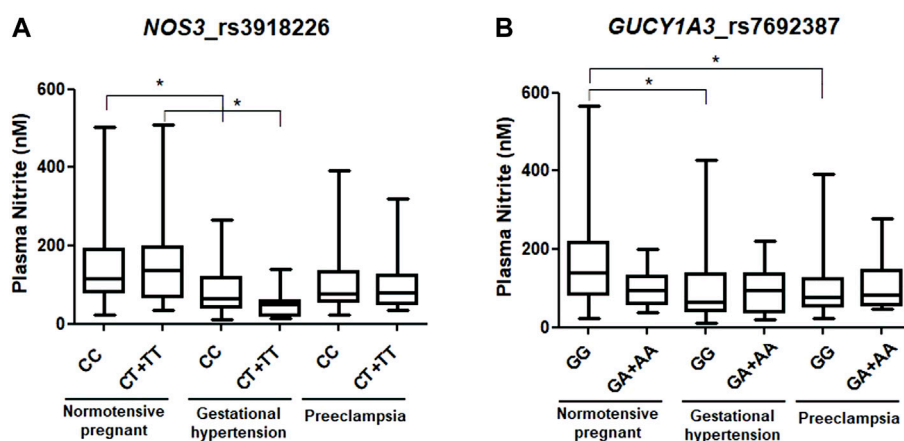 A
NOS3_rs3918226
Plasma Nitrite (nM)
600
400
200
0
*
*
CC
CT+TT
CC
CT+TT
CC
CT+TT
Normotensive
pregnant
Gestational
hypertension
Preeclampsia
B
GUCY1A3_rs7692387
Plasma Nitrite (nM)
600
400
200
0
*
*
GG
GA+AA
GG
GA+AA
GG
GA+AA
Normotensive
pregnant
Gestational
hypertension
Preeclampsia